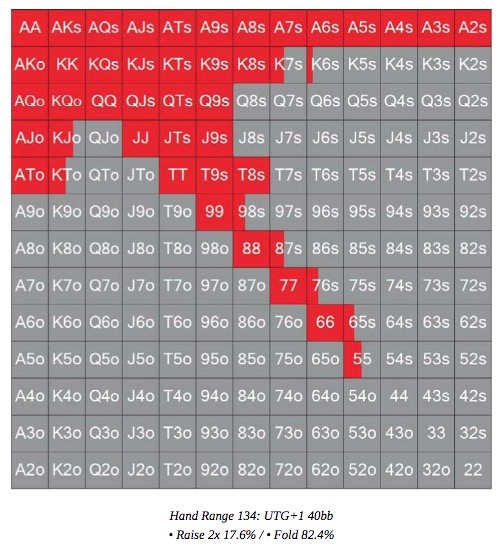 AA AKs AQs AJs ATs A9s A8s A7s A6s A5s A4s A3s A2s
AKo KK KQs KJs KTs K9s K8s K7s K6s K5s K4s K3s K2s
AQo KQo QQ QJs QTs Q9s Q8s Q7s Q6s Q5s Q4s Q3s Q2s
AJo KJo QJo JJ JTs J9s J8s J7s J6s J5s J4s J3s J2s
ATo KTo QTo JTo TT T9s T8s T7s T6s T5s T4s T3s T2s
A9o K9o Q9o J9o T9o 99 98s 97s 96s 95s 94s 93s 92s
A8o K8o Q8o J8o T8o 98o 88 87s 86s 85s 84s 83s 82s
A7o K7o Q7o J7o T7o 97o 87o 77 76s 75s 74s 73s 72s
A6o K6o Q6o J6o T6o 96o 86o 76o 66 65s 64s 63s 62s
A5o K5o Q5o J5o T5o 95o 85o 75o 65o 55 54s 53s 52s
A4o K4o Q4o J4o T4o 94o 84o 74o 64o 54o 44 43s 42s
A3o K3o Q3o J3o T3o 93o 83o 73o 63o 53o 43o 33 32s
A2o K2o Q2o J2o T2o 92o 82o 72o 62o 52o 42o 32o 22
Hand Range 134: UTG+1 40bb
• Raise 2x 17.6% / • Fold 82.4%